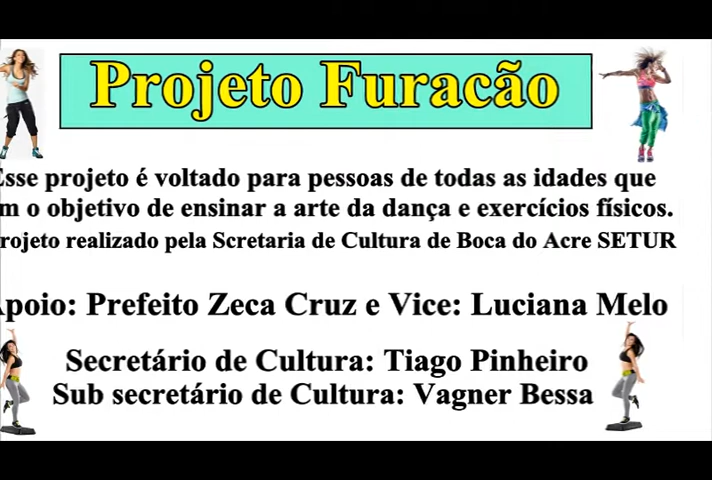 Projeto Furacão
Esse projeto é voltado para pessoas de todas as idades que
m o objetivo de ensinar a arte da dança e exercícios físicos.
rojeto realizado pela Scretaria de Cultura de Boca do Acre SETUR
Apoio: Prefeito Zeca Cruz e Vice: Luciana Melo
Secretário de Cultura: Tiago Pinheiro
Sub secretário de Cultura: Vagner Bessa